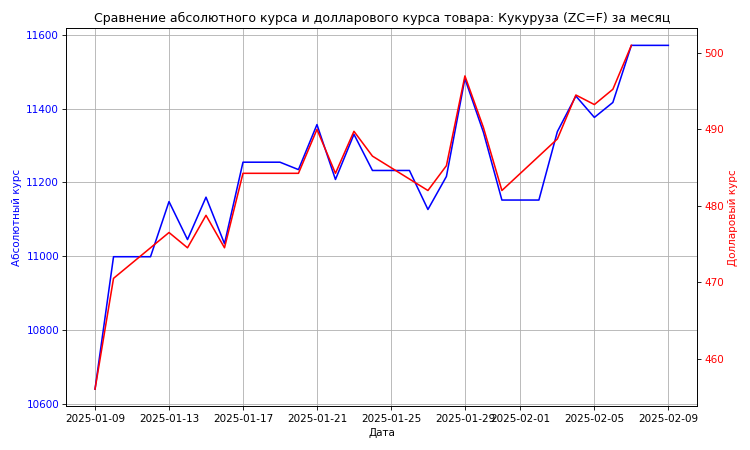 Сравнение абсолютного курса и долларового курса товара: Кукуруза (ZC=F) за месяц
11600
11400
11200
11000
10800
10600
Абсолютный курс
500
490
480
470
460
Долларовый курс
2025-01-09 2025-01-13 2025-01-17 2025-01-21 2025-01-25 2025-01-29 2025-02-01 2025-02-05 2025-02-09
Дата